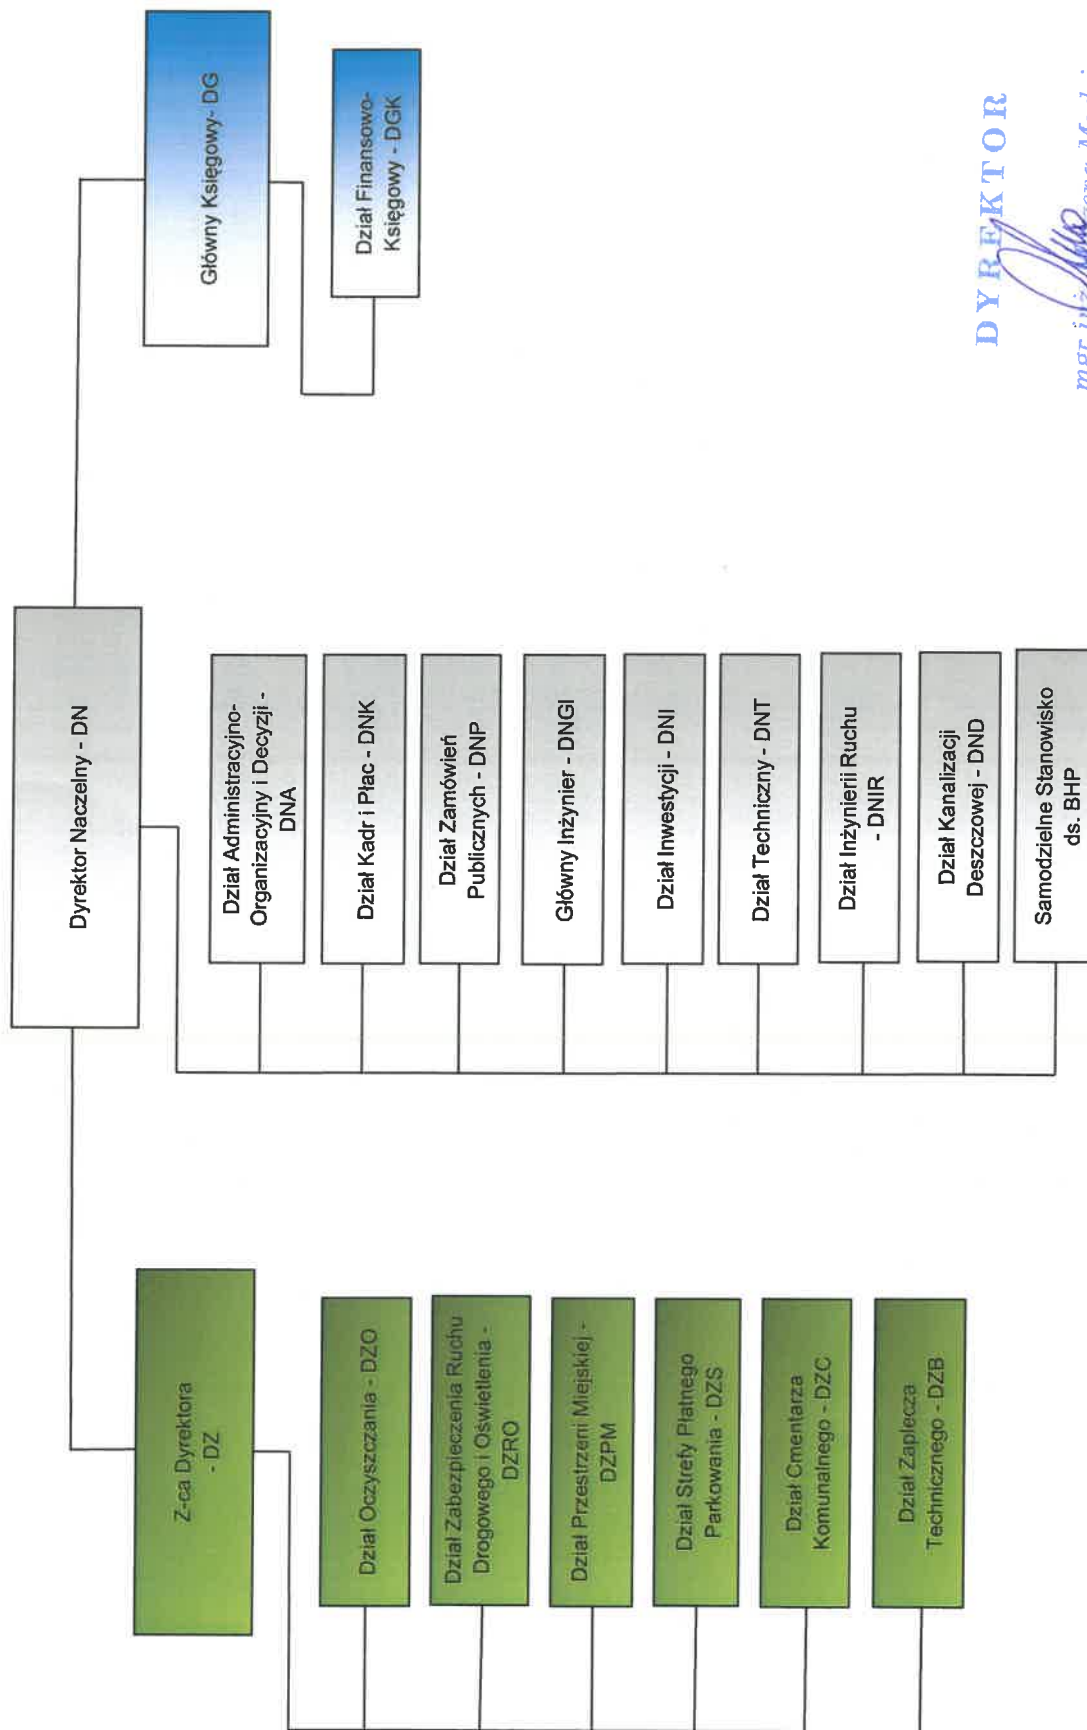 Dyrektor Naczelny - DN
Z-ca Dyrektora
- DZ
Dział Oczyszczania - DZO
Dział Zabezpieczenia Ruchu
Drogowego i Oświetlenia -
DZRO
Dział Przestrzeni Miejskiej -
DZPM
Dział Strefy Płatnego
Parkowania - DZS
Dział Cmentarza
Komunalnego - DZC
Dział Zaplecza
Technicznego - DZB
Dział Administracyjno-
Organizacyjny i Decyzji -
DNA
Dział Kadr i Płac - DNK
Dział Zamówień
Publicznych - DNP
Główny Inżynier - DNGI
Dział Inwestycji - DNI
Dział Techniczny - DNT
Dział Inżynierii Ruchu
- DNIR
Dział Kanalizacji
Deszczowej - DND
Samodzielne Stanowisko
ds. BHP
Główny Księgowy- DG
Dział Finansowo-
Księgowy - DGK
DYREKTOR
mgr inż.